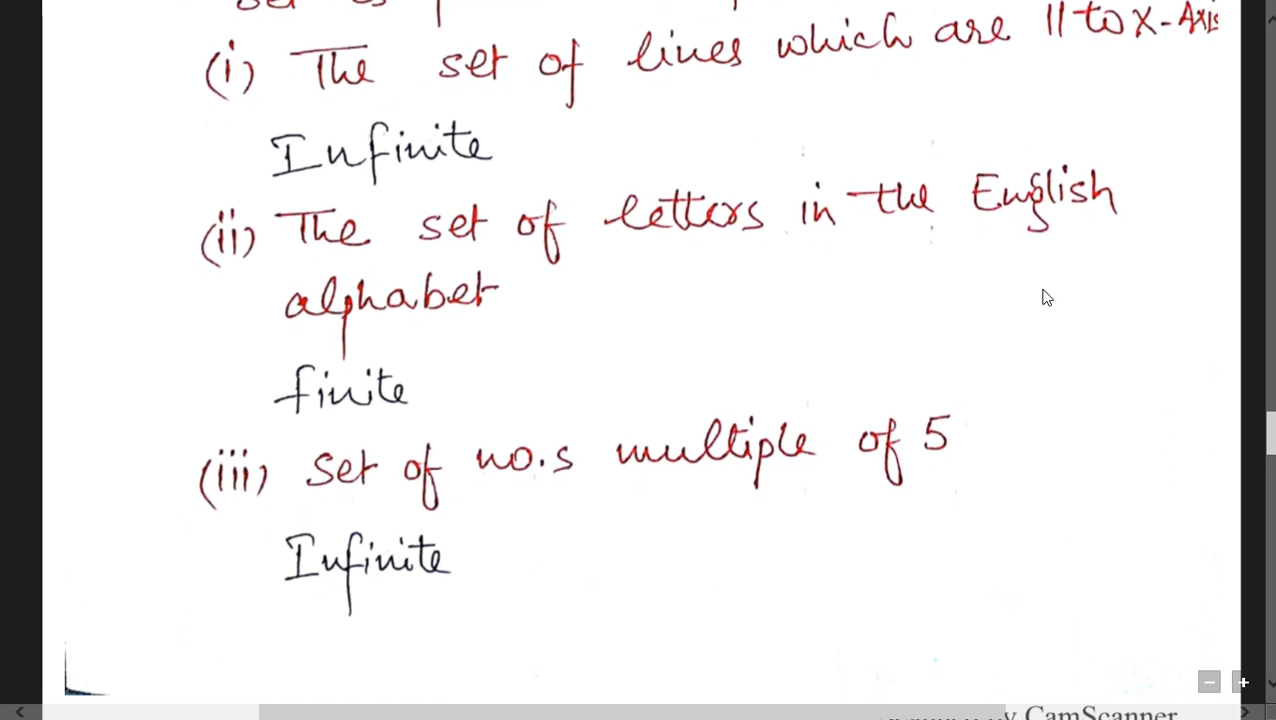 (i) The set of lines which are || to x-Axis
Infinite
(ii) The set of letters in the English
alphabet
finite
(iii) set of no.s multiple of 5
Infinite
CamScanner